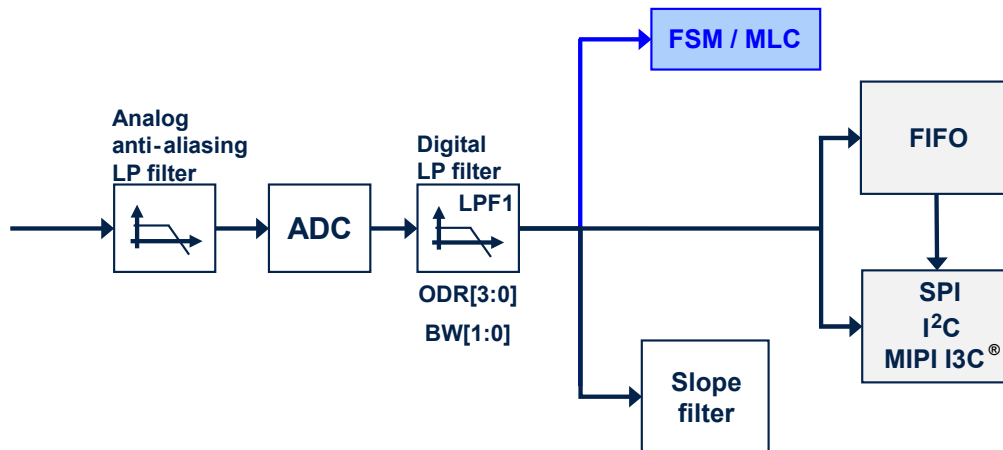 FSM / MLC
Analog
anti-aliasing
LP filter
ADC
Digital
LP filter
LPF1
ODR[3:0]
BW[1:0]
FIFO
SPI
I²C
MIPI I3C®
Slope
filter